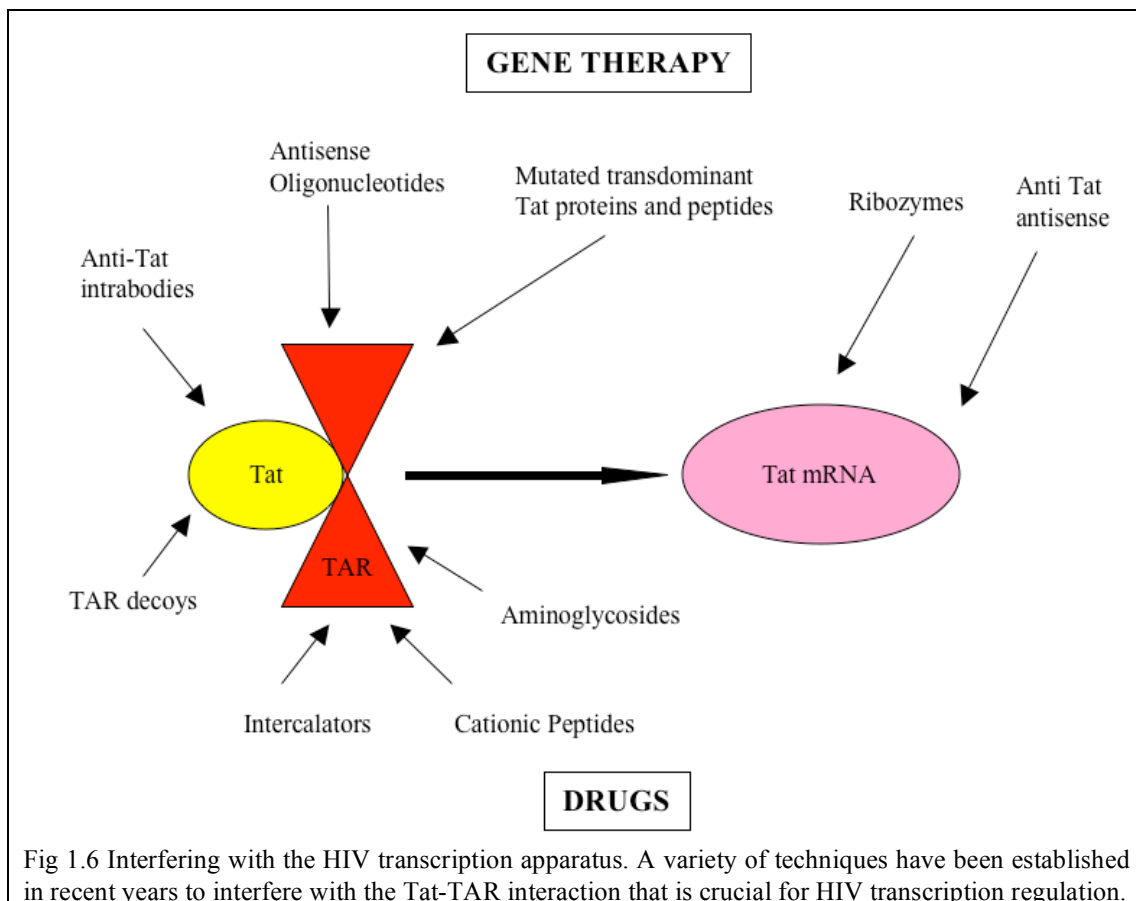 GENE THERAPY
Antisense
Oligonucleotides
Mutated transdominant
Tat proteins and peptides
Ribozymes
Anti Tat
antisense
Anti-Tat
intrabodies
Tat
Tat mRNA
TAR
TAR decoys
Aminoglycosides
Intercalators
Cationic Peptides
DRUGS
Fig 1.6 Interfering with the HIV transcription apparatus. A variety of techniques have been established
in recent years to interfere with the Tat-TAR interaction that is crucial for HIV transcription regulation.